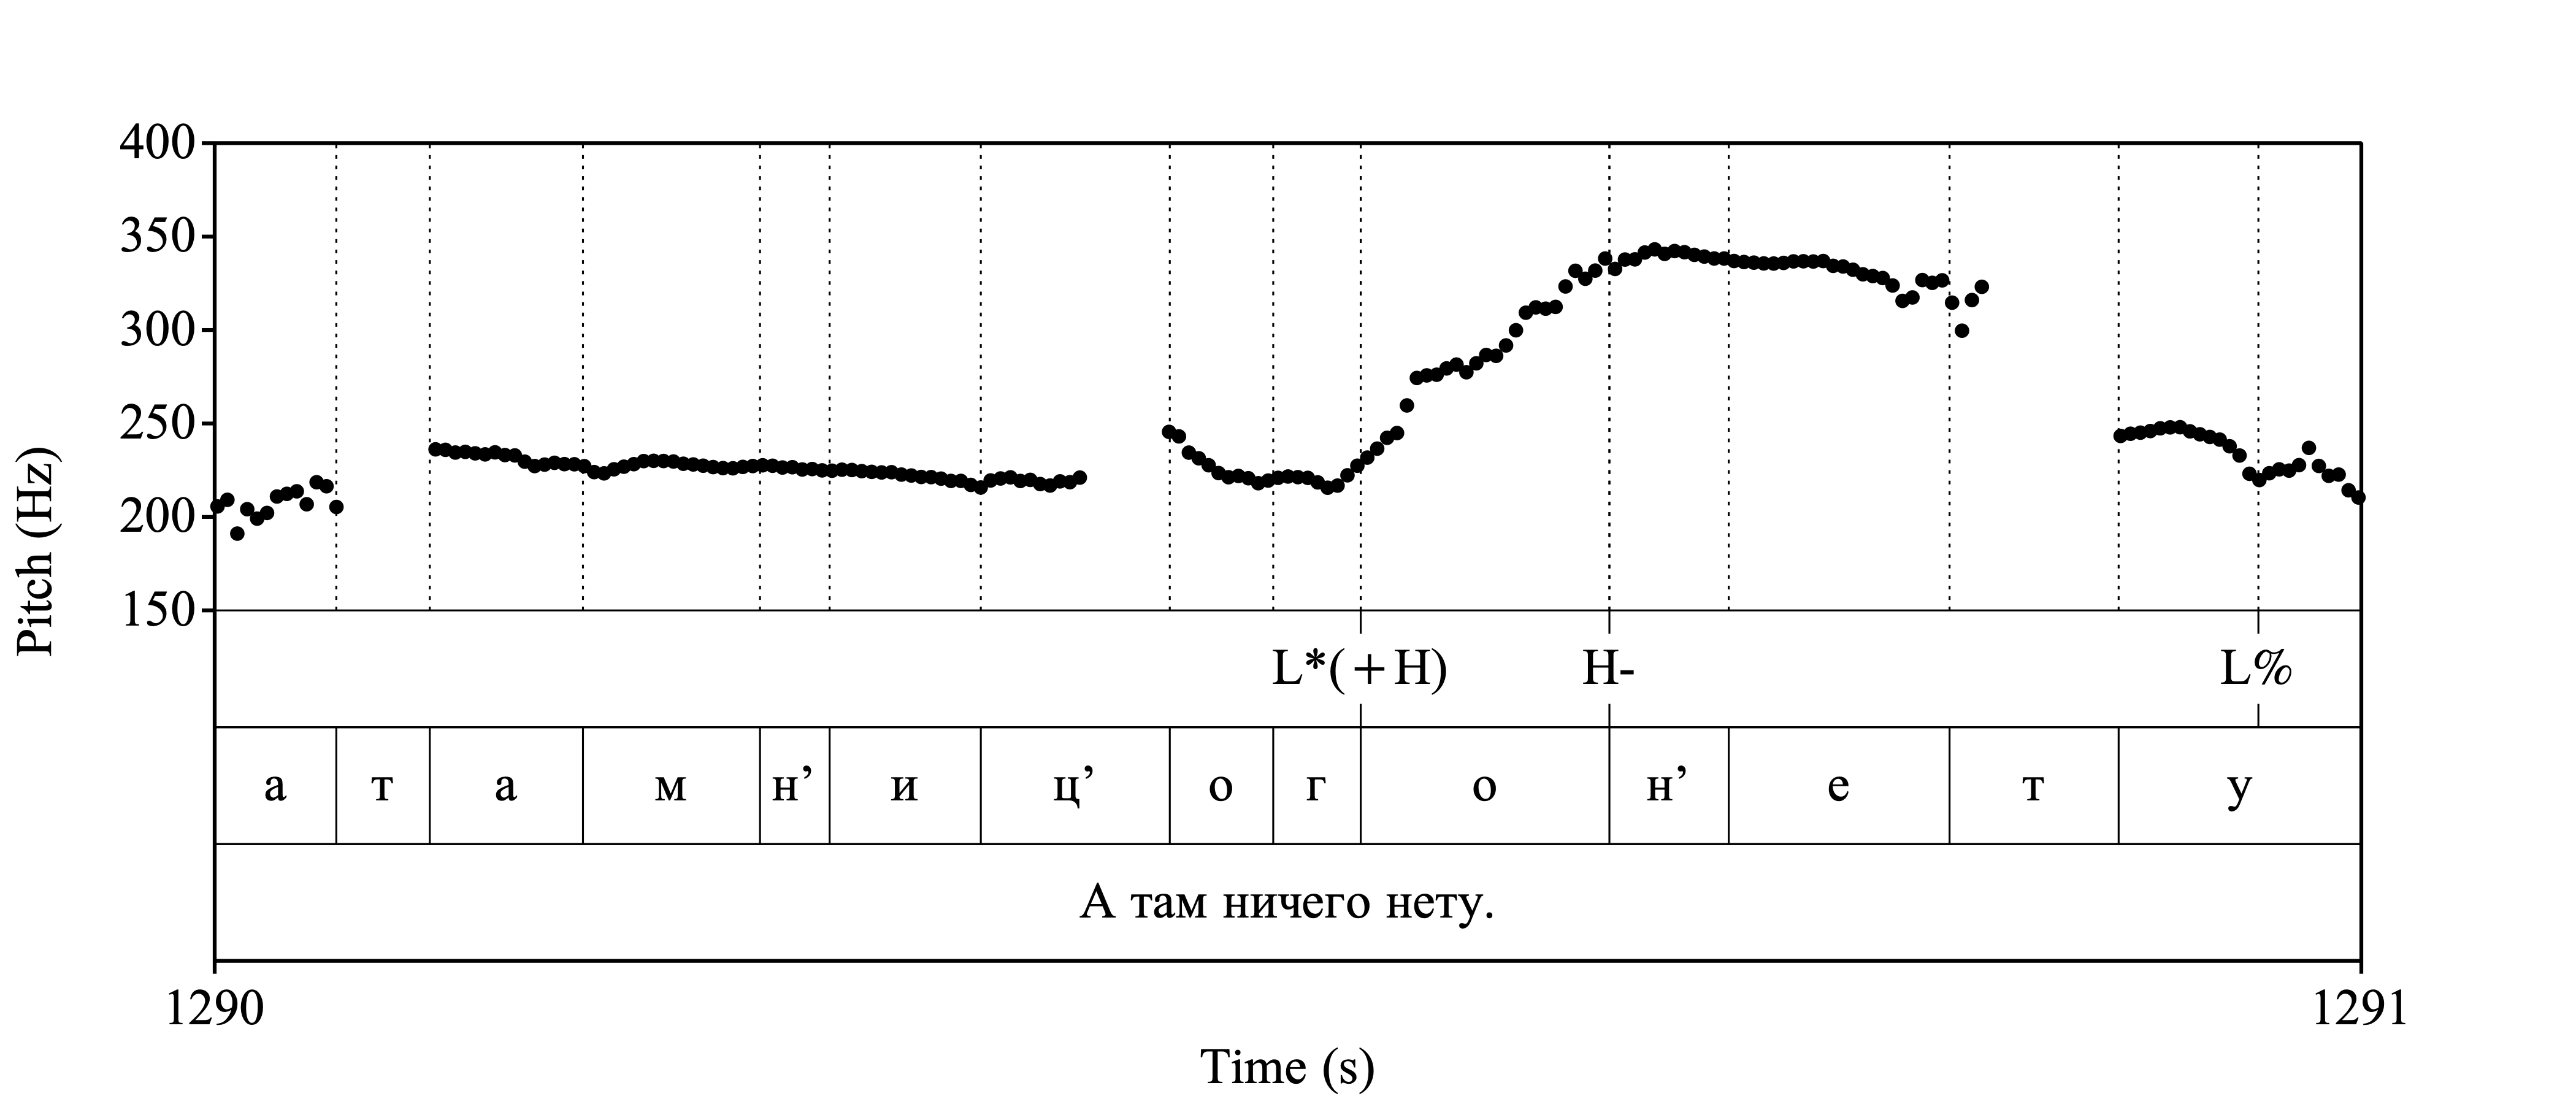 400
350
300
250
200
150
Pitch (Hz)
L*(+H) H- L%
а т а м н’ и ц’ о г о н’ е т у
А там ничего нету.
1290 1291
Time (s)